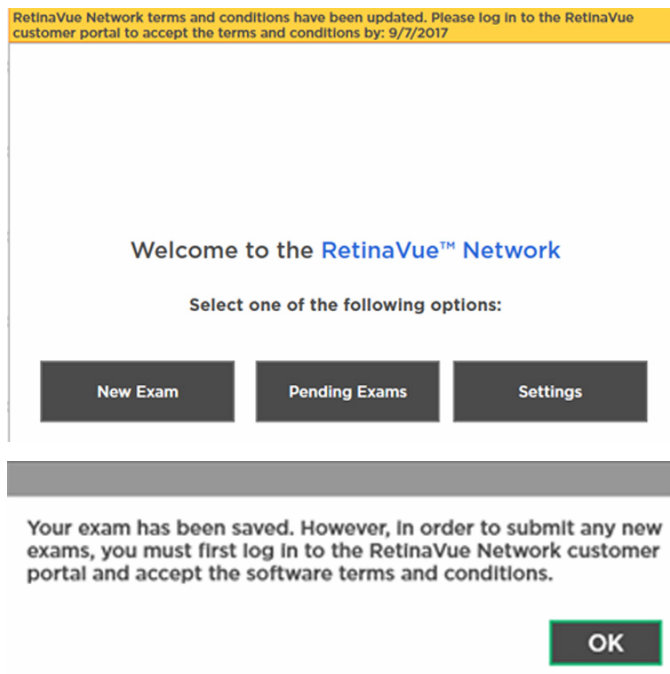 RetinaVue Network terms and conditions have been updated. Please log in to the RetinaVue
customer portal to accept the terms and conditions by: 9/7/2017
Welcome to the RetinaVue™ Network
Select one of the following options:
New Exam Pending Exams Settings
Your exam has been saved. However, in order to submit any new
exams, you must first log in to the RetinaVue Network customer
portal and accept the software terms and conditions.
OK